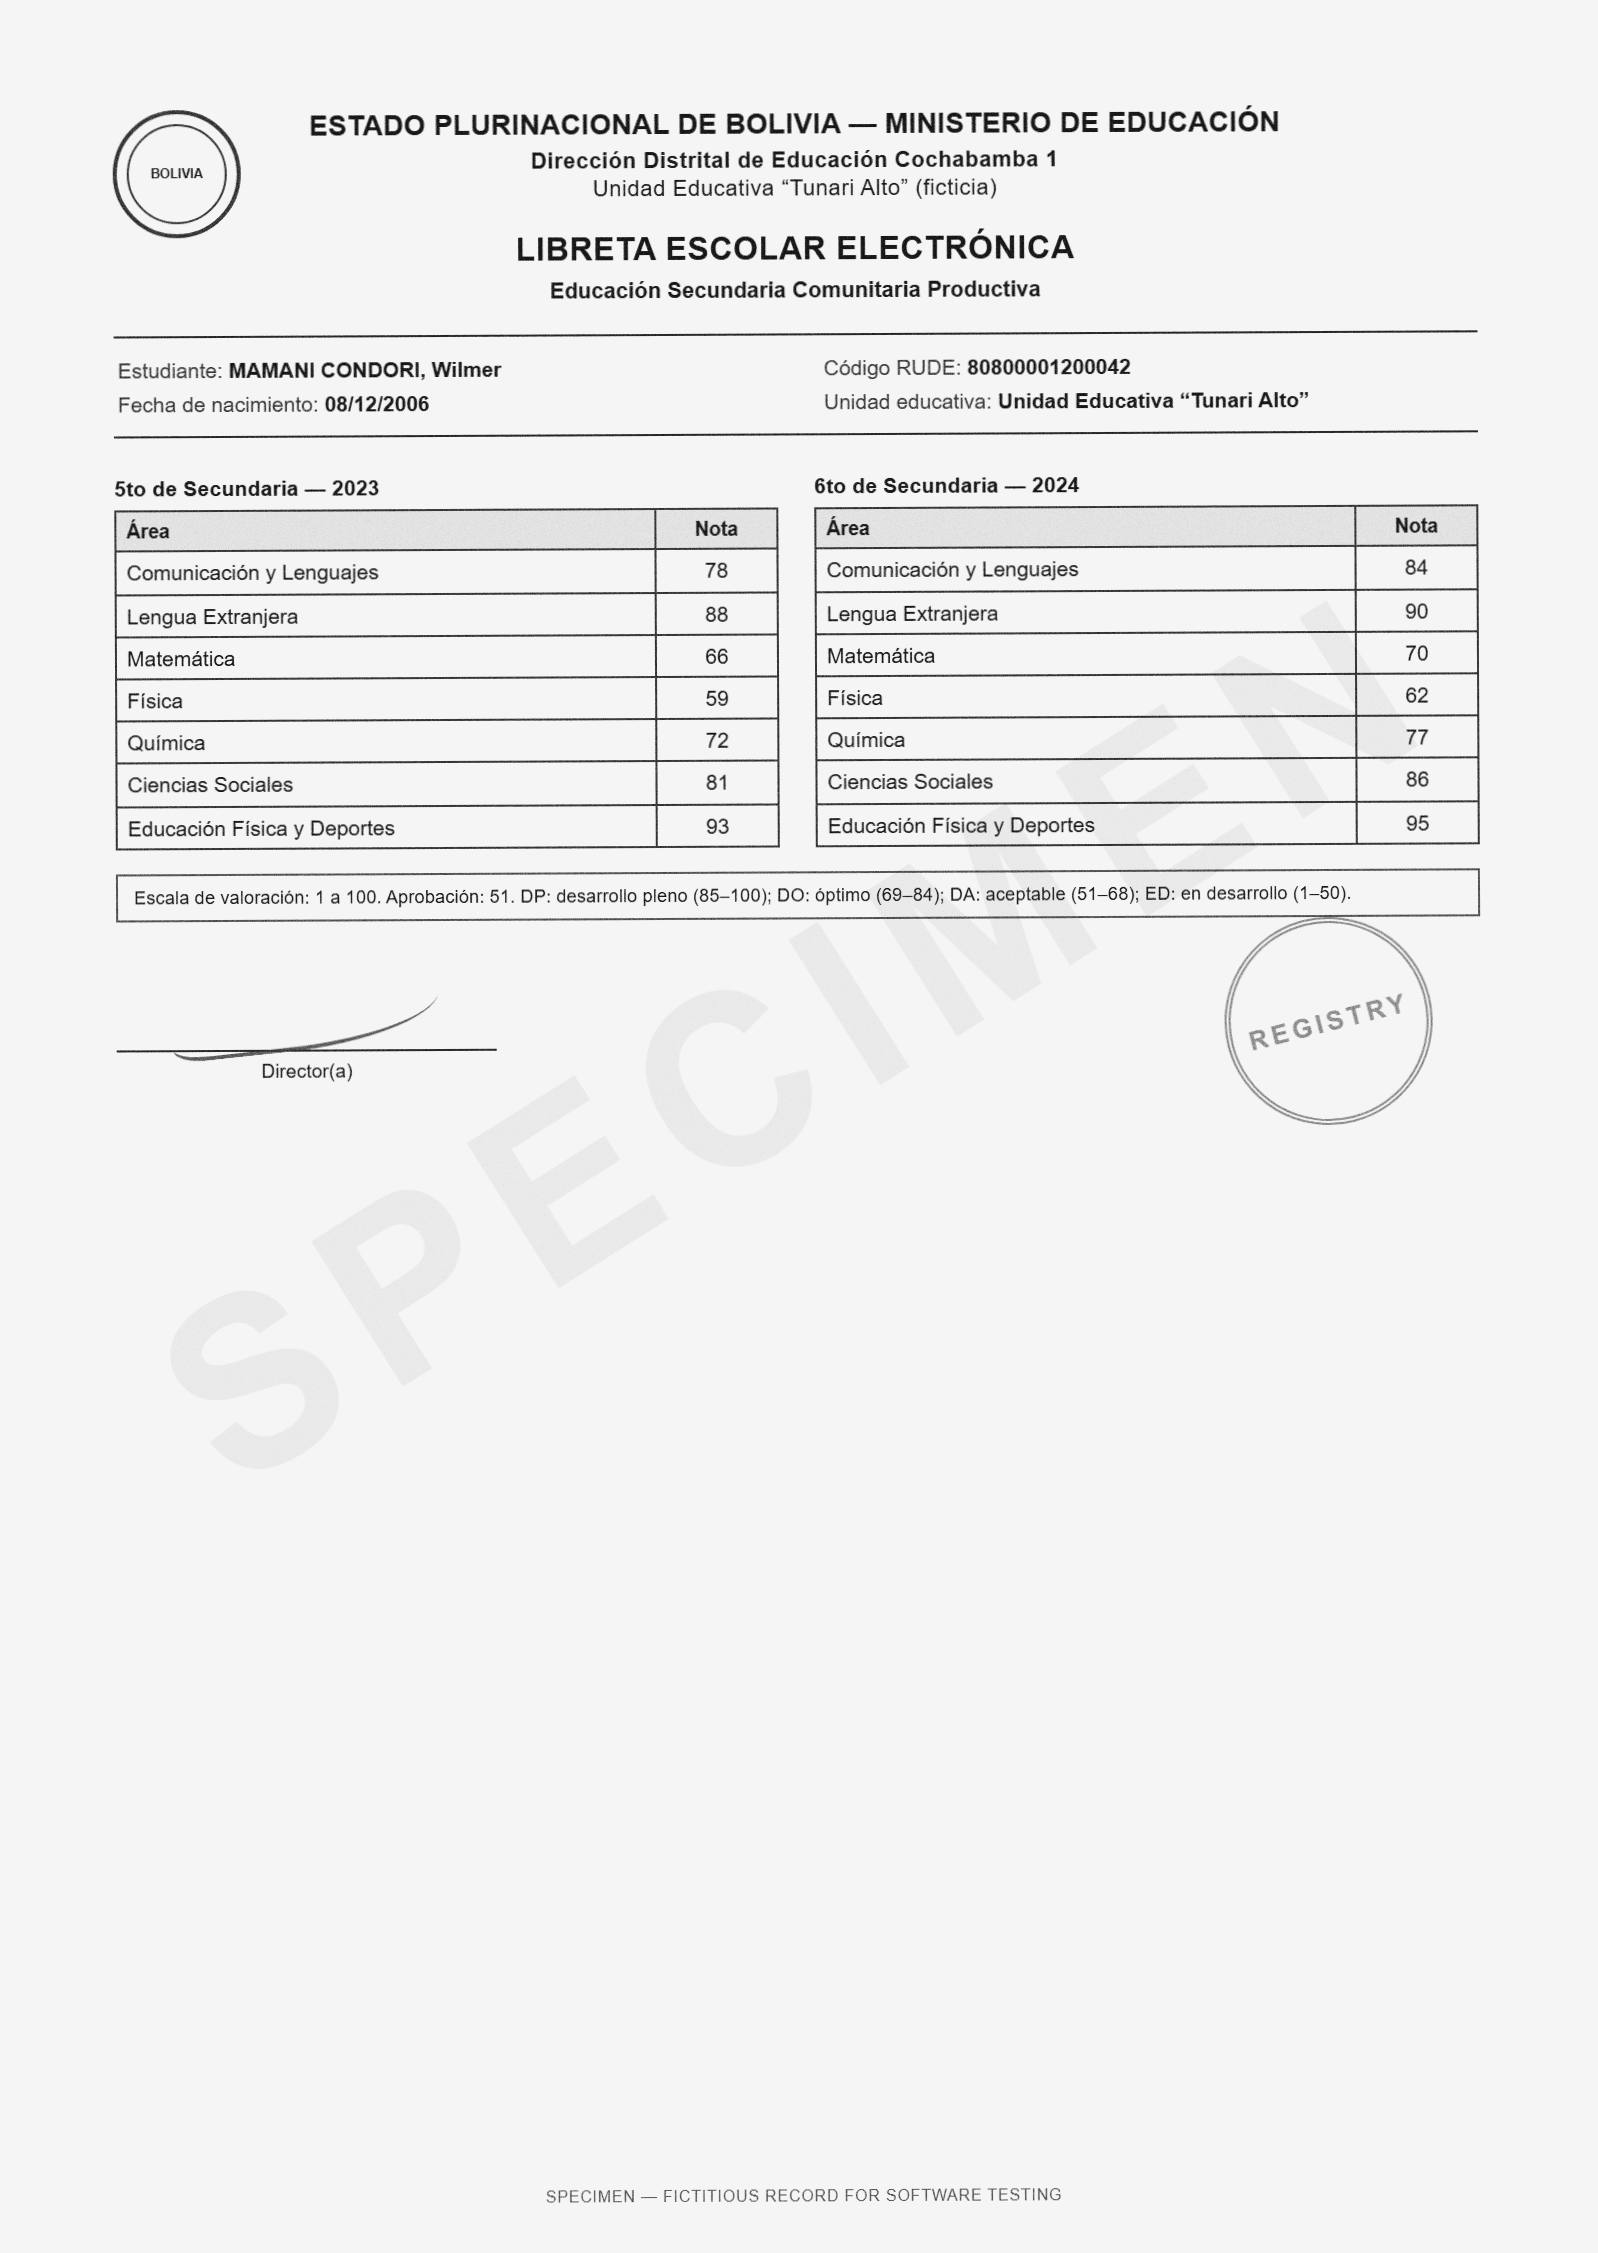 BOLIVIA
ESTADO PLURINACIONAL DE BOLIVIA — MINISTERIO DE EDUCACIÓN
Dirección Distrital de Educación Cochabamba 1
Unidad Educativa “Tunari Alto” (ficticia)
LIBRETA ESCOLAR ELECTRÓNICA
Educación Secundaria Comunitaria Productiva
Estudiante: MAMANI CONDORI, Wilmer
Código RUDE: 80800001200042
Fecha de nacimiento: 08/12/2006
Unidad educativa: Unidad Educativa “Tunari Alto”
5to de Secundaria — 2023
Área Nota
Comunicación y Lenguajes 78
Lengua Extranjera 88
Matemática 66
Física 59
Química 72
Ciencias Sociales 81
Educación Física y Deportes 93
6to de Secundaria — 2024
Área Nota
Comunicación y Lenguajes 84
Lengua Extranjera 90
Matemática 70
Física 62
Química 77
Ciencias Sociales 86
Educación Física y Deportes 95
Escala de valoración: 1 a 100. Aprobación: 51. DP: desarrollo pleno (85–100); DO: óptimo (69–84); DA: aceptable (51–68); ED: en desarrollo (1–50).
Director(a)
REGISTRY
SPECIMEN
SPECIMEN — FICTITIOUS RECORD FOR SOFTWARE TESTING